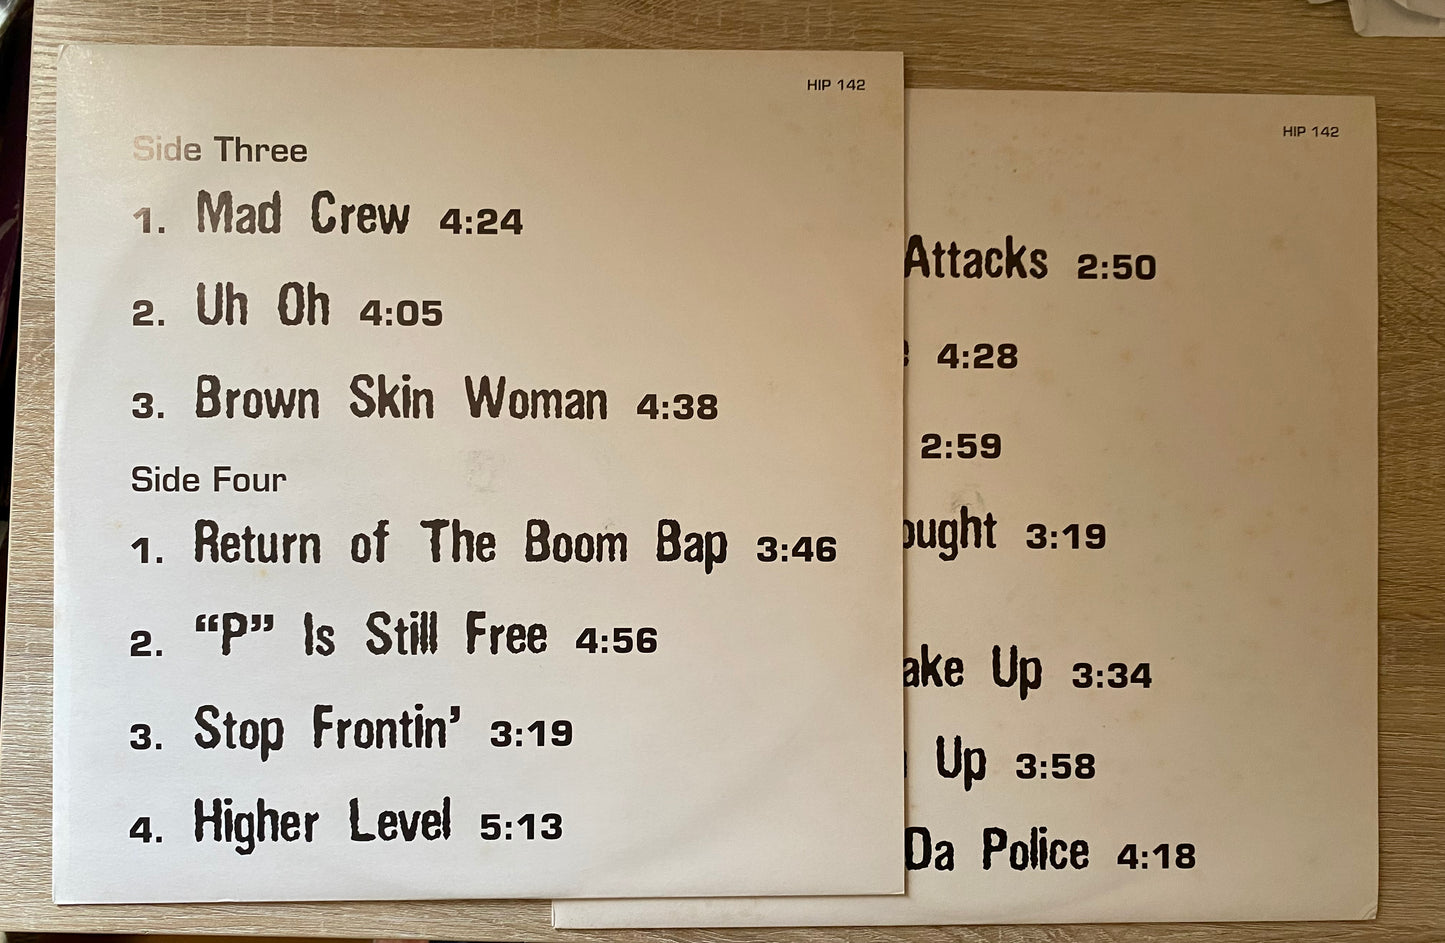 HIP 142
Side Three
1. Mad Crew 4:24
2. Uh Oh 4:05
3. Brown Skin Woman 4:38
Side Four
1. Return of The Boom Bap 3:46
2. “P” Is Still Free 4:56
3. Stop Frontin’ 3:19
4. Higher Level 5:13
HIP 142
Attacks 2:50
4:28
2:59
ought 3:19
ake Up 3:34
Up 3:58
Da Police 4:18